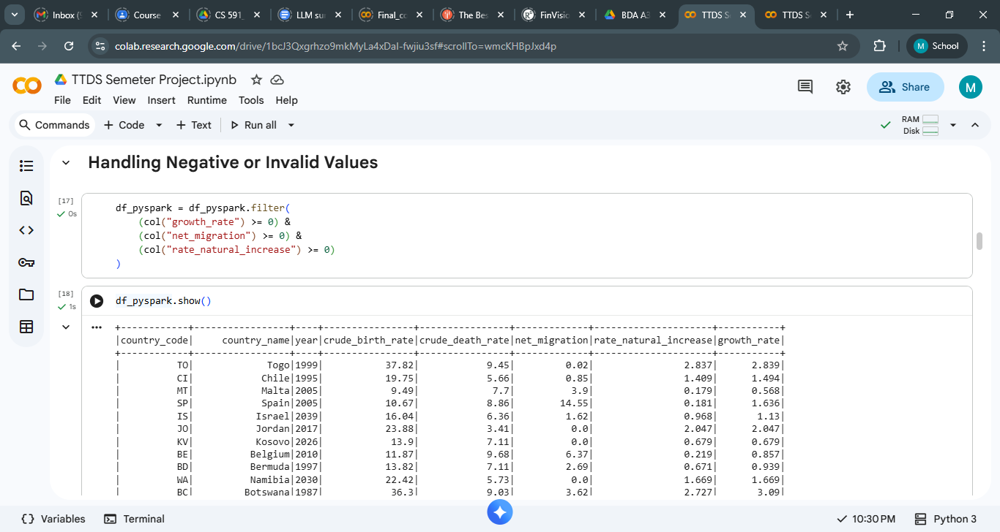 Inbox (
Course
CS 591_
LLM su
Final_co
The Bes
FinVisio
BDA A3
TTDS S
TTDS S
colab.research.google.com/drive/1bcJ3Qxgrhzo9mkMyLa4xDaI-fwjiu3sf#scrollTo=wmcKHBpJxd4p
M School
TTDS Semeter Project.ipynb
Share
M
File Edit View Insert Runtime Tools Help
Commands + Code + Text Run all
RAM
Disk
Handling Negative or Invalid Values
[17]
0s
df_pyspark = df_pyspark.filter(
(col("growth_rate") >= 0) &
(col("net_migration") >= 0) &
(col("rate_natural_increase") >= 0)
)
[18]
1s
df_pyspark.show()
+------------+-----------------+----+----------------+----------------+-------------+---------------------+-----------+
|country_code| country_name|year|crude_birth_rate|crude_death_rate|net_migration|rate_natural_increase|growth_rate|
+------------+-----------------+----+----------------+----------------+-------------+---------------------+-----------+
| TO| Togo|1999| 37.82| 9.45| 0.02| 2.837| 2.839|
| CI| Chile|1995| 19.75| 5.66| 0.85| 1.409| 1.494|
| MT| Malta|2005| 9.49| 7.7| 3.9| 0.179| 0.568|
| SP| Spain|2005| 10.67| 8.86| 14.55| 0.181| 1.636|
| IS| Israel|2039| 16.04| 6.36| 1.62| 0.968| 1.13|
| JO| Jordan|2017| 23.88| 3.41| 0.0| 2.047| 2.047|
| KV| Kosovo|2026| 13.9| 7.11| 0.0| 0.679| 0.679|
| BE| Belgium|2010| 11.87| 9.68| 6.37| 0.219| 0.857|
| BD| Bermuda|1997| 13.82| 7.11| 2.69| 0.671| 0.939|
| WA| Namibia|2030| 22.42| 5.73| 0.0| 1.669| 1.669|
| BC| Botswana|1987| 36.3| 9.03| 3.62| 2.727| 3.09|
{} Variables Terminal
10:30 PM Python 3